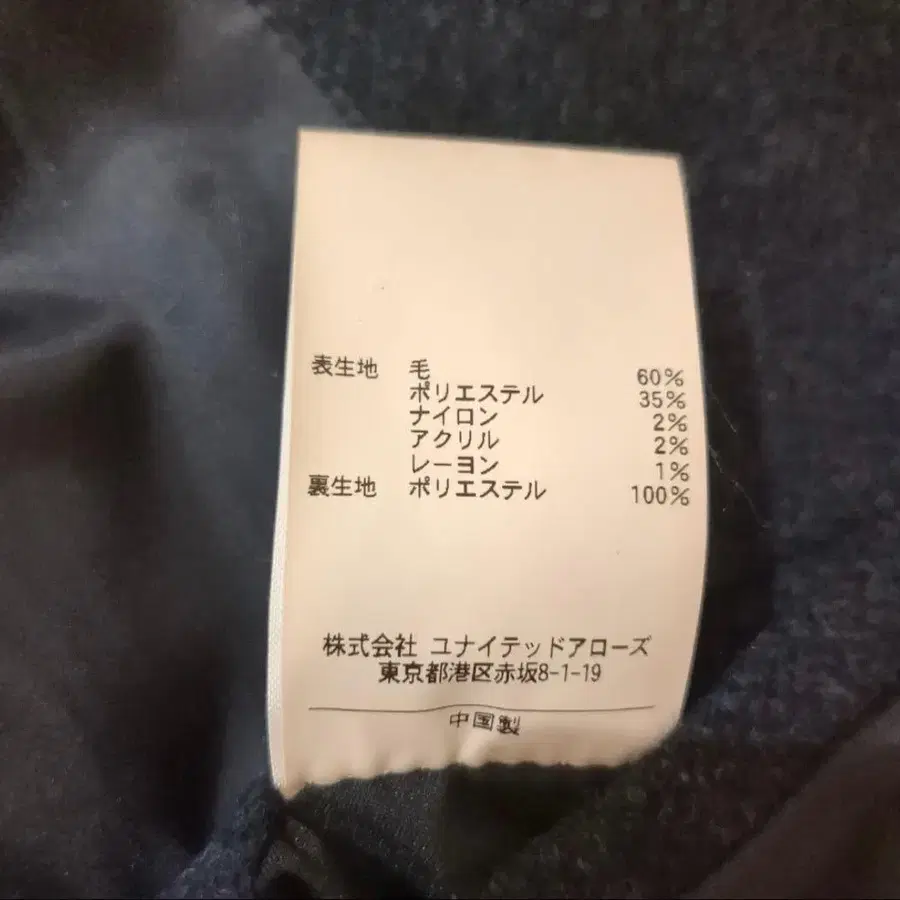 表生地 毛 60%
ポリエステル 35%
ナイロン 2%
アクリル 2%
レーヨン 1%
裏生地 ポリエステル 100%
株式会社 ユナイテッドアローズ
東京都港区赤坂8-1-19
中国製